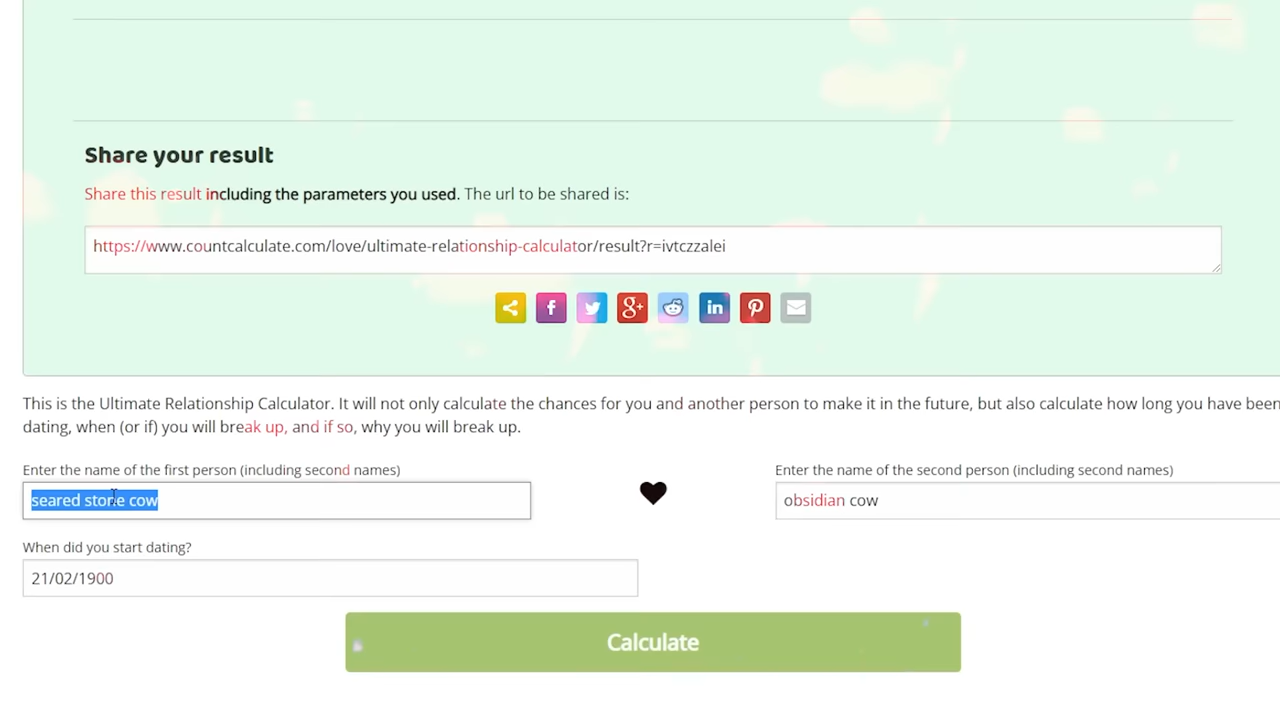 Share your result
Share this result including the parameters you used. The url to be shared is:
https://www.countcalculate.com/love/ultimate-relationship-calculator/result?r=ivtczzalei
This is the Ultimate Relationship Calculator. It will not only calculate the chances for you and another person to make it in the future, but also calculate how long you have been
dating, when (or if) you will break up, and if so, why you will break up.
Enter the name of the first person (including second names)
Enter the name of the second person (including second names)
seared stone cow
obsidian cow
When did you start dating?
21/02/1900
Calculate